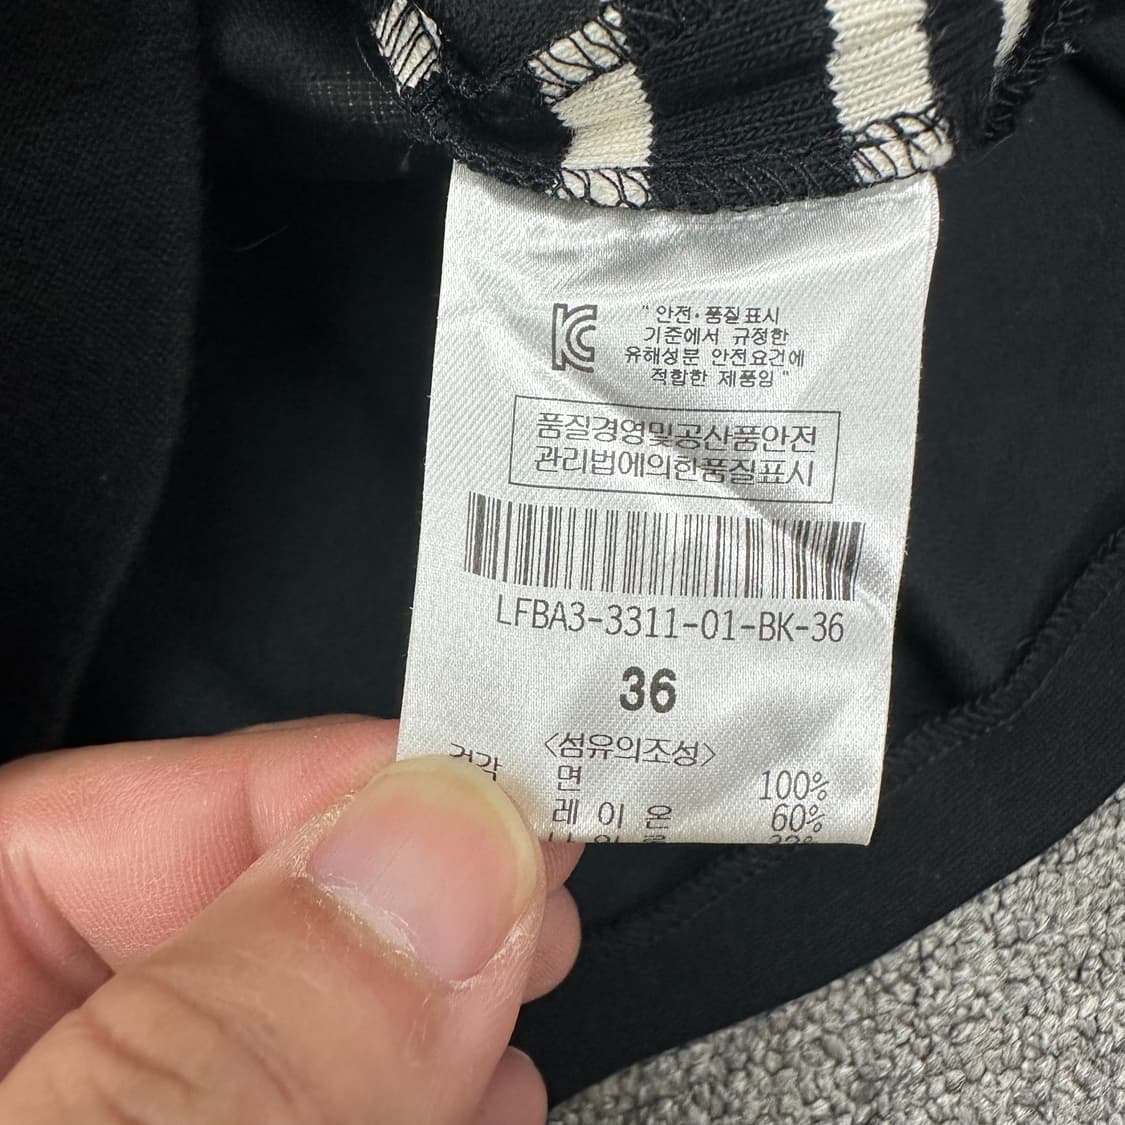 KC
" 안전·품질표시
기준에서 규정한
유해성분 안전요건에
적합한 제품임 "
품질경영및공산품안전
관리법에의한품질표시
LFBA3-3311-01-BK-36
36
<섬유의조성>
면 100%
레 이 온 60%